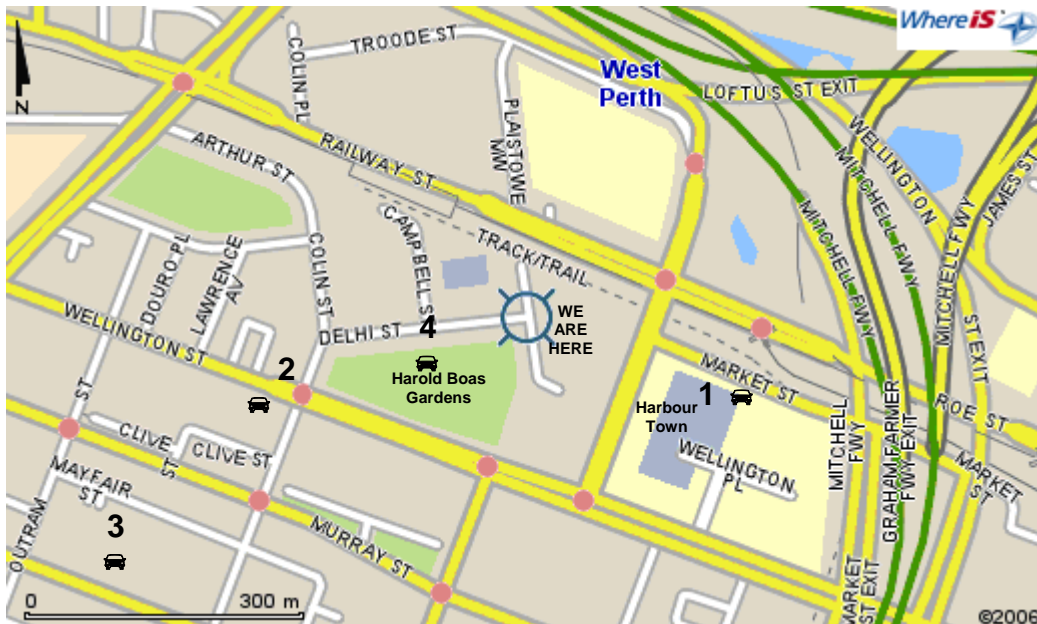 WhereiS
N
TROODE ST
COLIN PL
West
Perth
LOFTUS ST EXIT
PLAISTOWE
MW
ARTHUR ST
RAILWAY ST
WELLINGTON
MITCHELL FWY
JAMES ST
MITCHELL FWY
MITCHELL FWY
CAMPBELL ST
TRACK/TRAIL
COLIN ST
DOURO PL
LAWRENCE
AV
WE
ARE
HERE
WELLINGTON ST
DELHI ST
4
ST EXIT
Harold Boas
Gardens
2
MARKET ST
1
Harbour
Town
ST
ROE ST
MITCHELL
FWY
GRAHAM FARMER
FWY EXIT
CLIVE
ST
CLIVE ST
WELLINGTON
PL
MARKET
ST
MAYFAIR
ST
3
OUTRAM
MURRAY ST
MARKET
ST EXIT
0
300 m
©2006